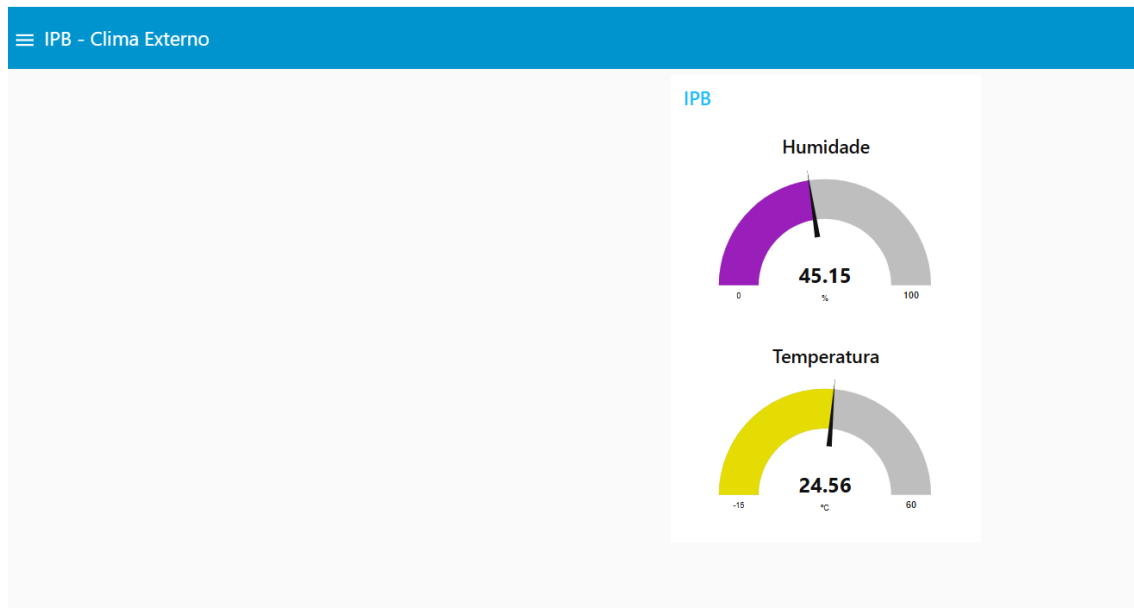 IPB - Clima Externo
IPB
Humidade
45.15
0
%
100
Temperatura
24.56
-15
°C
60